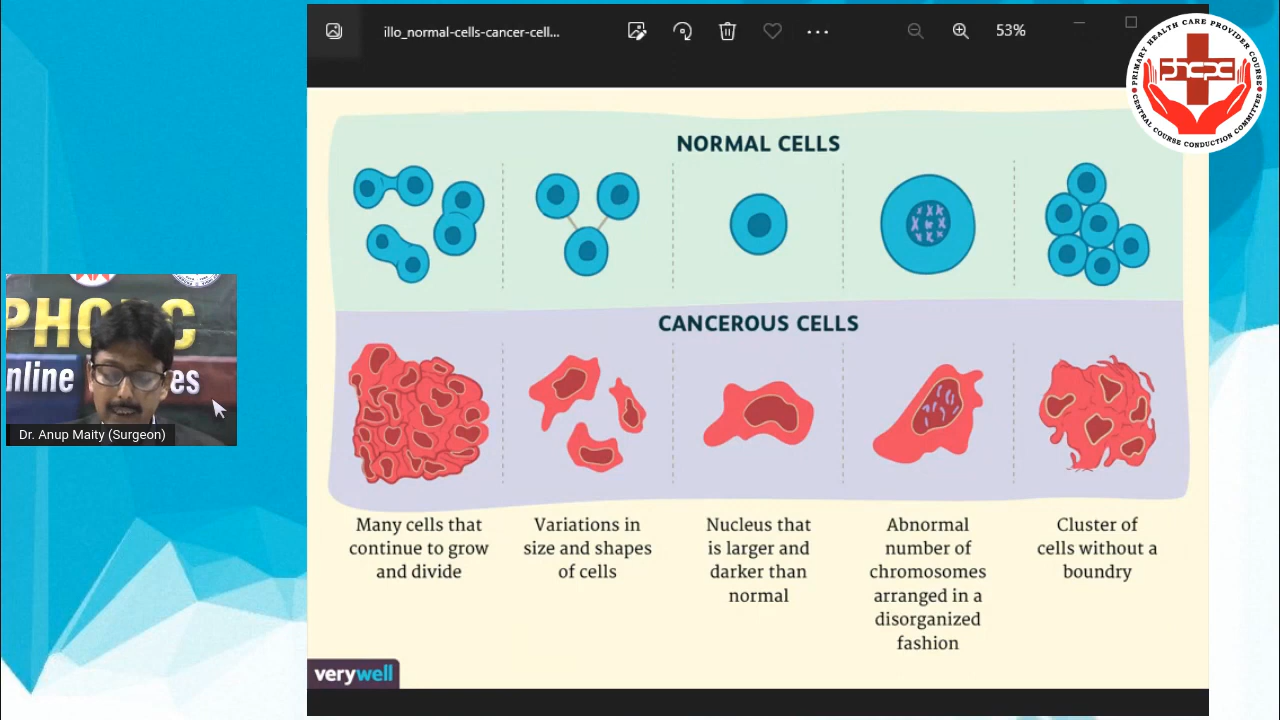 illo_normal-cells-cancer-cell...
53%
PRIMARY HEALTH CARE PROVIDER COURSE
phcpc
CENTRAL COURSE CONDUCTION COMMITTEE
NORMAL CELLS
CANCEROUS CELLS
Many cells that
continue to grow
and divide
Variations in
size and shapes
of cells
Nucleus that
is larger and
darker than
normal
Abnormal
number of
chromosomes
arranged in a
disorganized
fashion
Cluster of
cells without a
boundry
verywell
Dr. Anup Maity (Surgeon)